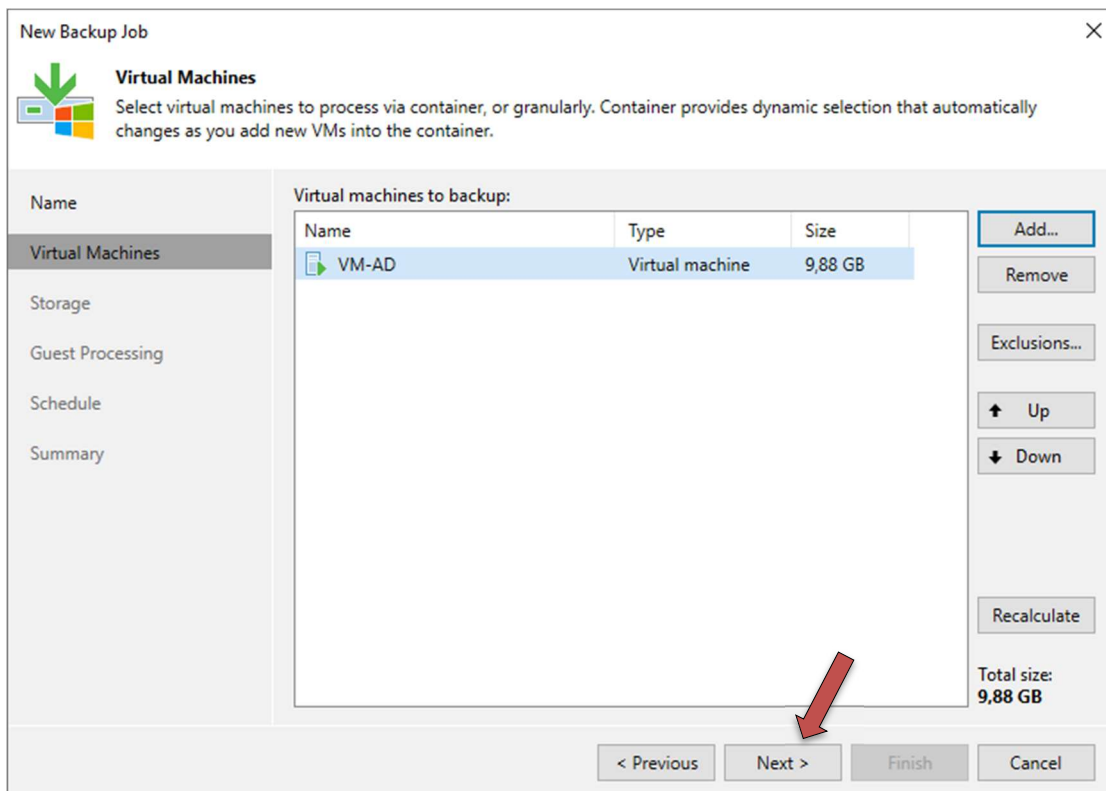 New Backup Job
Virtual Machines
Select virtual machines to process via container, or granularly. Container provides dynamic selection that automatically
changes as you add new VMs into the container.
Name
Virtual Machines
Storage
Guest Processing
Schedule
Summary
Virtual machines to backup:
Name Type Size
VM-AD Virtual machine 9,88 GB
Add...
Remove
Exclusions...
Up
Down
Recalculate
Total size:
9,88 GB
< Previous Next > Finish Cancel